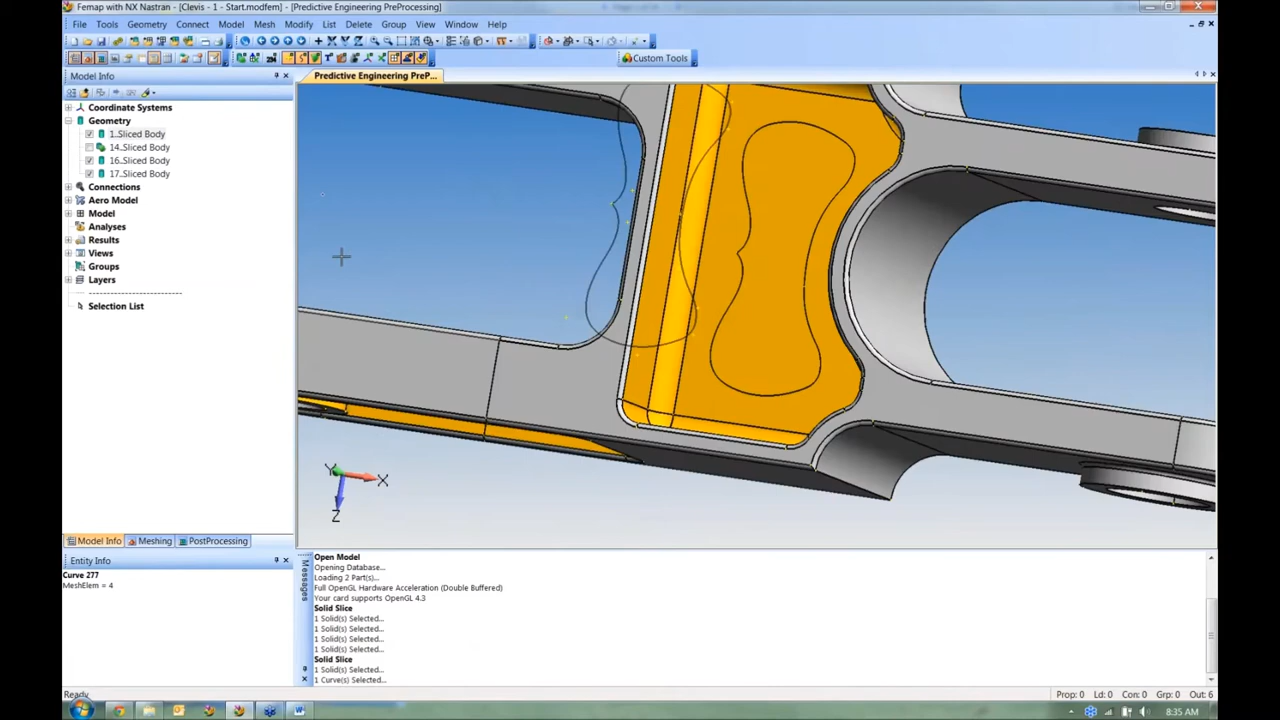 Femap with NX Nastran - [Clevis - 1 - Start.modfem] - [Predictive Engineering PreProcessing]
File Tools Geometry Connect Model Mesh Modify List Delete Group View Window Help
Custom Tools
Model Info
Predictive Engineering PreP...
Coordinate Systems
Geometry
1..Sliced Body
14..Sliced Body
16..Sliced Body
17..Sliced Body
Connections
Aero Model
Model
Analyses
Results
Views
Groups
Layers
Selection List
Y X
Z
Model Info Meshing PostProcessing
Entity Info
Curve 277
MeshElem = 4
Messages
Open Model
Opening Database...
Loading 2 Part(s)...
Full OpenGL Hardware Acceleration (Double Buffered)
Your card supports OpenGL 4.3
Solid Slice
1 Solid(s) Selected...
1 Solid(s) Selected...
1 Solid(s) Selected...
1 Solid(s) Selected...
Solid Slice
1 Solid(s) Selected...
1 Curve(s) Selected...
Ready
Prop: 0 Ld: 0 Con: 0 Grp: 0 Out: 6
8:35 AM